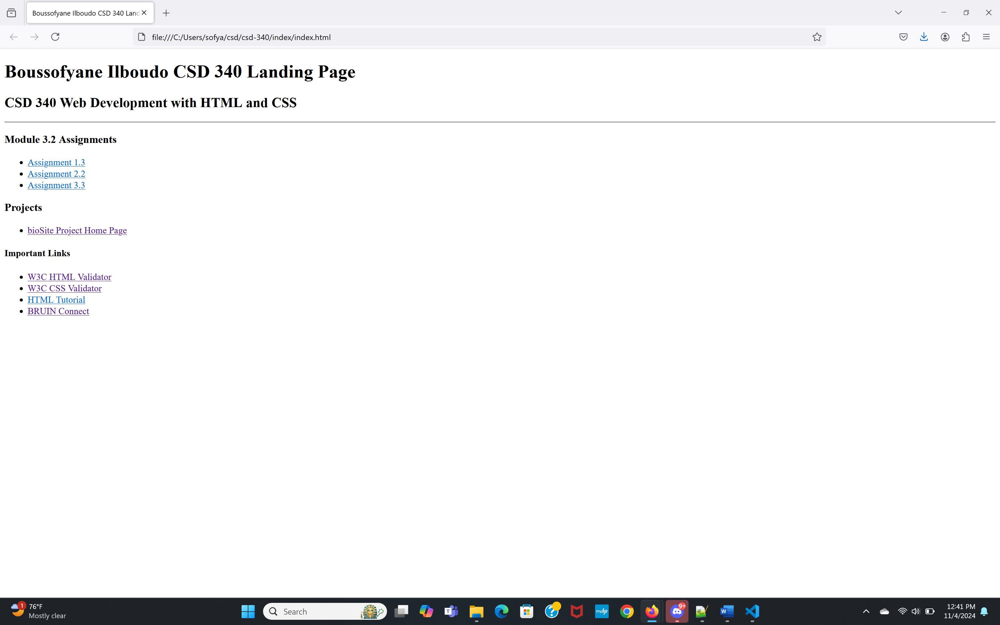 Boussofyane Ilboudo CSD 340 Land
file:///C:/Users/sofya/csd/csd-340/index/index.html
Boussofyane Ilboudo CSD 340 Landing Page
CSD 340 Web Development with HTML and CSS
Module 3.2 Assignments
Assignment 1.3
Assignment 2.2
Assignment 3.3
Projects
bioSite Project Home Page
Important Links
W3C HTML Validator
W3C CSS Validator
HTML Tutorial
BRUIN Connect
1
76°F
Mostly clear
Search
T
?
myhp
9+
W
12:41 PM
11/4/2024